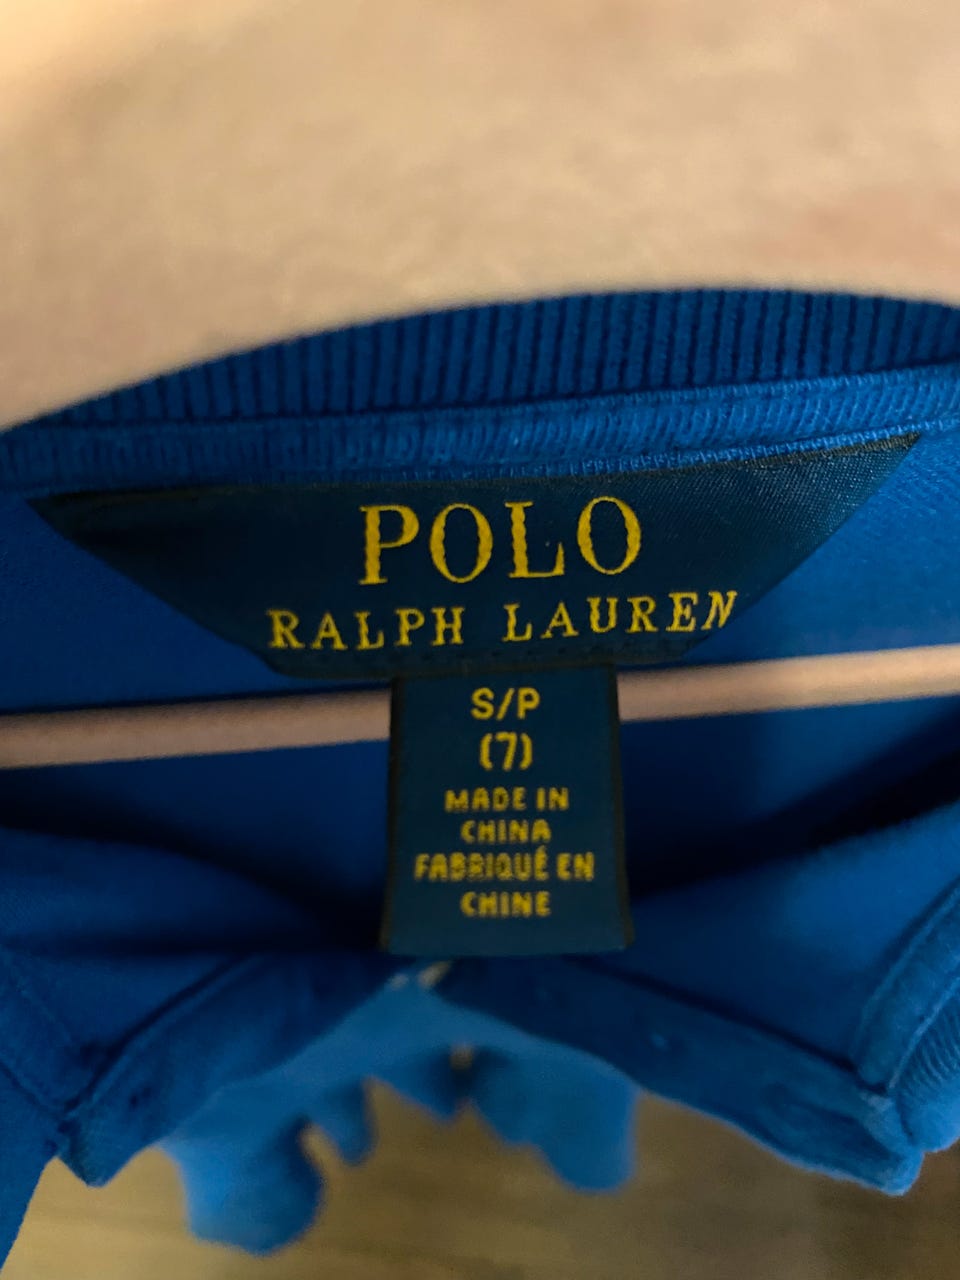 POLO
RALPH LAUREN
S/P
(7)
MADE IN
CHINA
FABRIQUÉ EN
CHINE